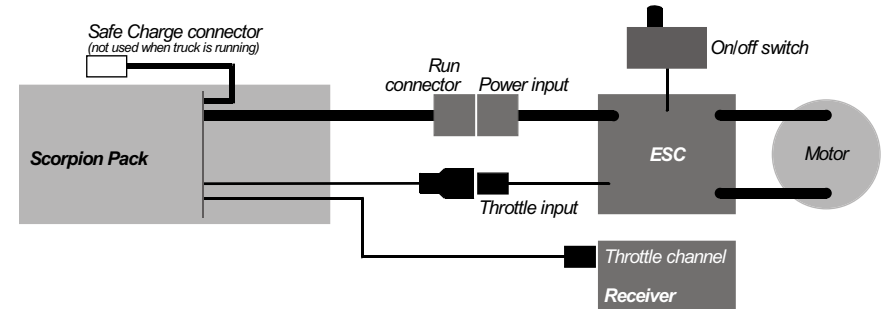 Safe Charge connector
(not used when truck is running)
On/off switch
Run
connector
Power input
Scorpion Pack
ESC
Motor
Throttle input
Throttle channel
Receiver